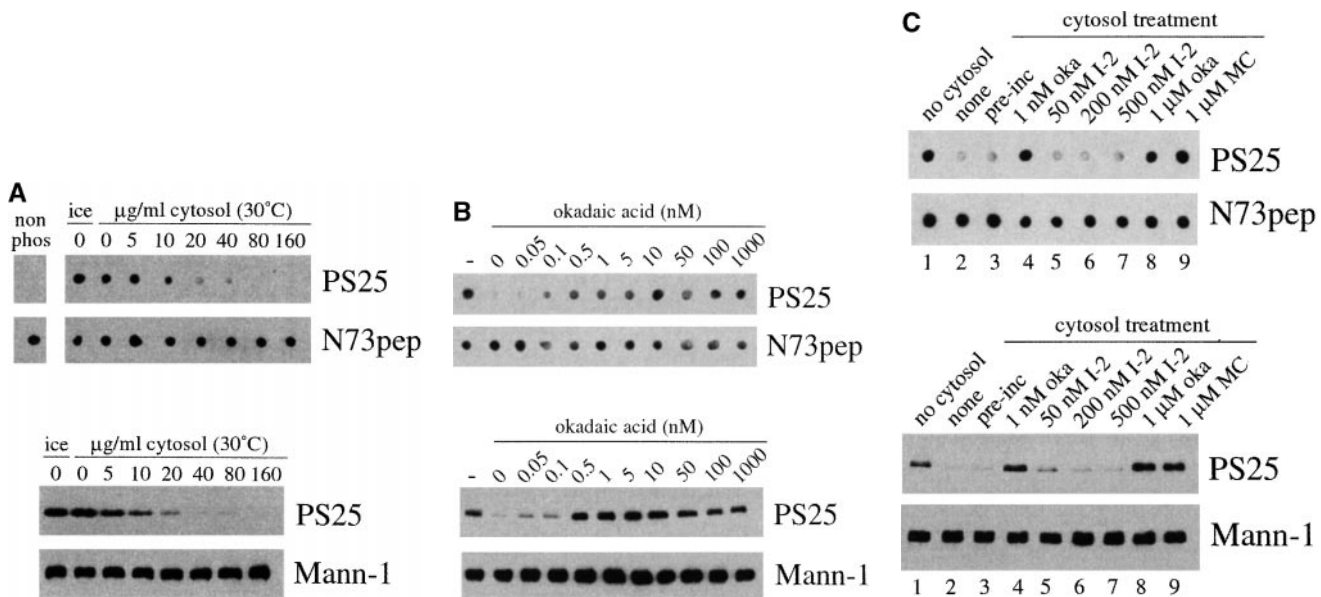 A
non
phos
ice
µg/ml cytosol (30°C)
0 0 5 10 20 40 80 160
PS25
N73pep
ice
µg/ml cytosol (30°C)
0 0 5 10 20 40 80 160
PS25
Mann-1
B
okadaic acid (nM)
- 0 0.05 0.1 0.5 1 5 10 50 100 1000
PS25
N73pep
okadaic acid (nM)
- 0 0.05 0.1 0.5 1 5 10 50 100 1000
PS25
Mann-1
C
cytosol treatment
no cytosol none pre-inc 1 nM oka 50 nM I-2 200 nM I-2 500 nM I-2 1 µM oka 1 µM MC
PS25
N73pep
1 2 3 4 5 6 7 8 9
cytosol treatment
no cytosol none pre-inc 1 nM oka 50 nM I-2 200 nM I-2 500 nM I-2 1 µM oka 1 µM MC
PS25
Mann-1
1 2 3 4 5 6 7 8 9